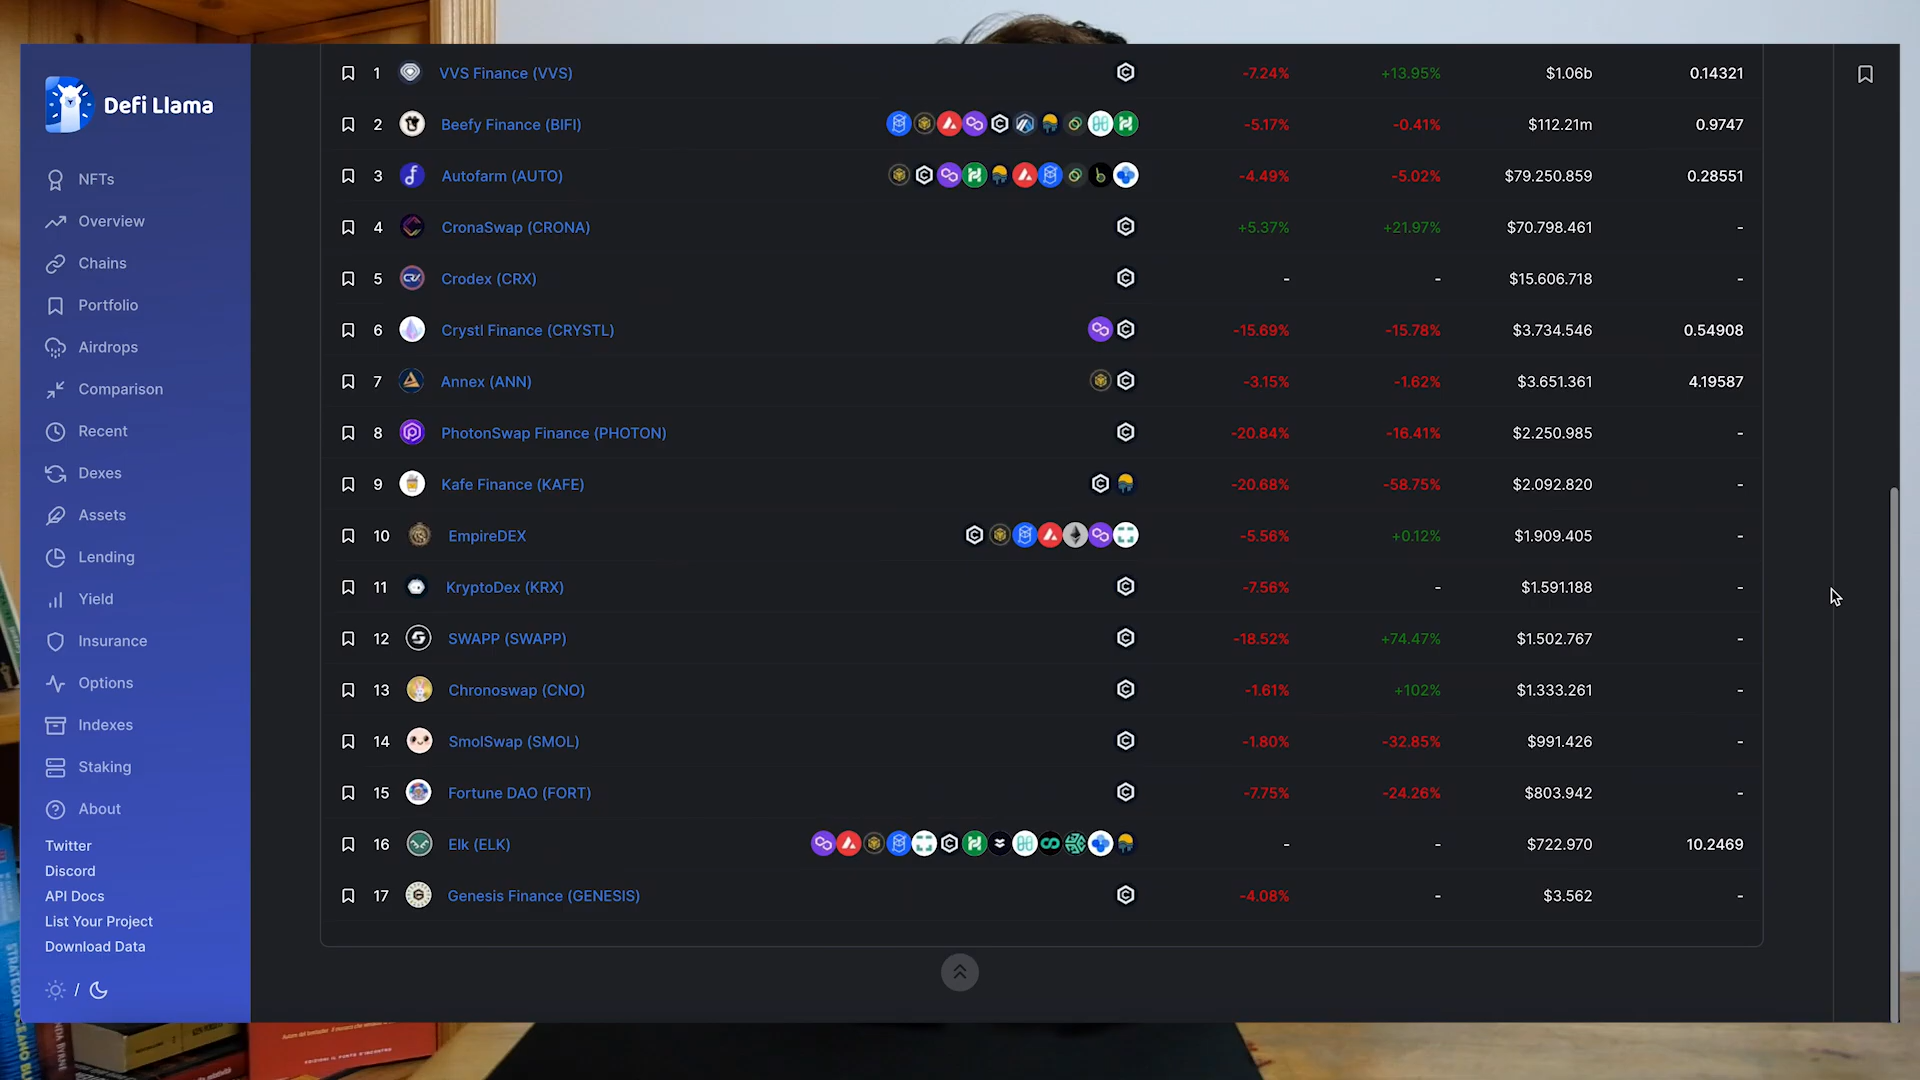 Defi Llama
NFTs
Overview
Chains
Portfolio
Airdrops
Comparison
Recent
Dexes
Assets
Lending
Yield
Insurance
Options
Indexes
Staking
About
Twitter
Discord
API Docs
List Your Project
Download Data
/
1 VVS Finance (VVS) -7.24% +13.95% $1.06b 0.14321
2 Beefy Finance (BIFI) -5.17% -0.41% $112.21m 0.9747
3 Autofarm (AUTO) -4.49% -5.02% $79.250.859 0.28551
4 CronaSwap (CRONA) +5.37% +21.97% $70.798.461 -
5 Crodex (CRX) - - $15.606.718 -
6 Crystl Finance (CRYSTL) -15.69% -15.78% $3.734.546 0.54908
7 Annex (ANN) -3.15% -1.62% $3.651.361 4.19587
8 PhotonSwap Finance (PHOTON) -20.84% -16.41% $2.250.985 -
9 Kafe Finance (KAFE) -20.68% -58.75% $2.092.820 -
10 EmpireDEX -5.56% +0.12% $1.909.405 -
11 KryptoDex (KRX) -7.56% - $1.591.188 -
12 SWAPP (SWAPP) -18.52% +74.47% $1.502.767 -
13 Chronoswap (CNO) -1.61% +102% $1.333.261 -
14 SmolSwap (SMOL) -1.80% -32.85% $991.426 -
15 Fortune DAO (FORT) -7.75% -24.26% $803.942 -
16 Elk (ELK) - - $722.970 10.2469
17 Genesis Finance (GENESIS) -4.08% - $3.562 -
STRATEGIA